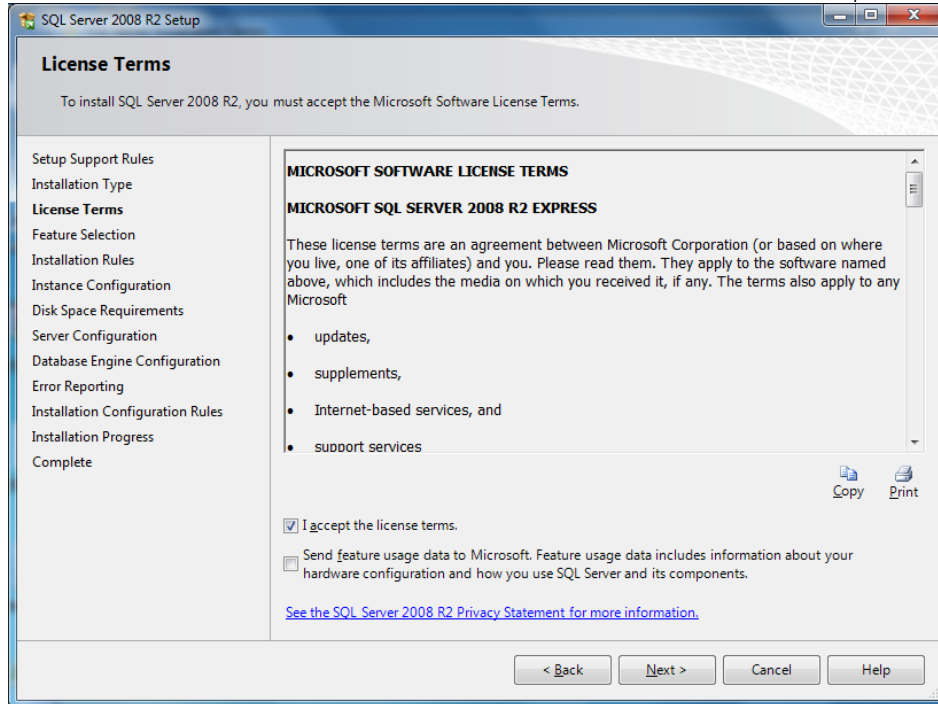 SQL Server 2008 R2 Setup
License Terms
To install SQL Server 2008 R2, you must accept the Microsoft Software License Terms.
Setup Support Rules
Installation Type
License Terms
Feature Selection
Installation Rules
Instance Configuration
Disk Space Requirements
Server Configuration
Database Engine Configuration
Error Reporting
Installation Configuration Rules
Installation Progress
Complete
MICROSOFT SOFTWARE LICENSE TERMS
MICROSOFT SQL SERVER 2008 R2 EXPRESS
These license terms are an agreement between Microsoft Corporation (or based on where
you live, one of its affiliates) and you. Please read them. They apply to the software named
above, which includes the media on which you received it, if any. The terms also apply to any
Microsoft
• updates,
• supplements,
• Internet-based services, and
• support services
Copy Print
I accept the license terms.
Send feature usage data to Microsoft. Feature usage data includes information about your
hardware configuration and how you use SQL Server and its components.
See the SQL Server 2008 R2 Privacy Statement for more information.
< Back Next > Cancel Help